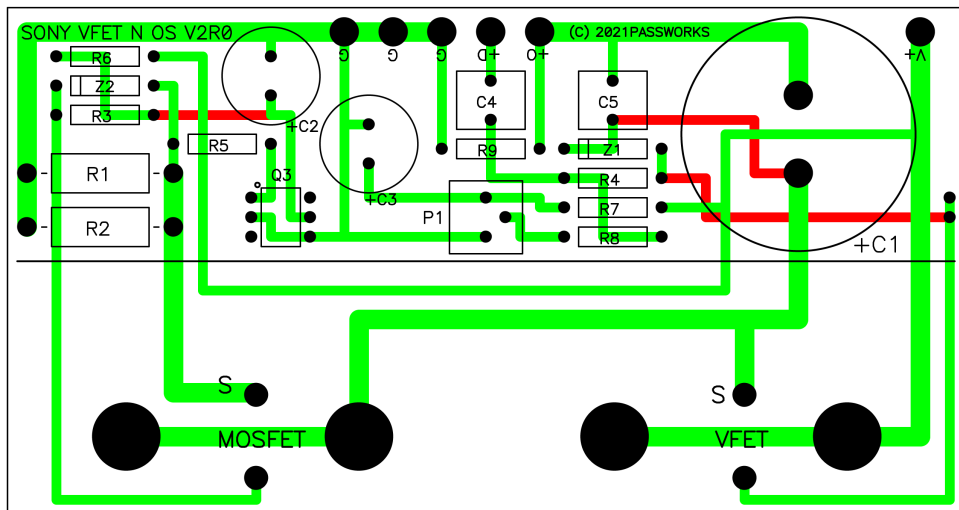 SONY VFET N OS V2R0
G G G +D +O
(C) 2021PASSWORKS
V+
R6
Z2
R3
+C2
C4
C5
R5
R9
Z1
R1
Q3
R4
+C3
R7
R2
P1
R8
+C1
S
S
MOSFET
VFET